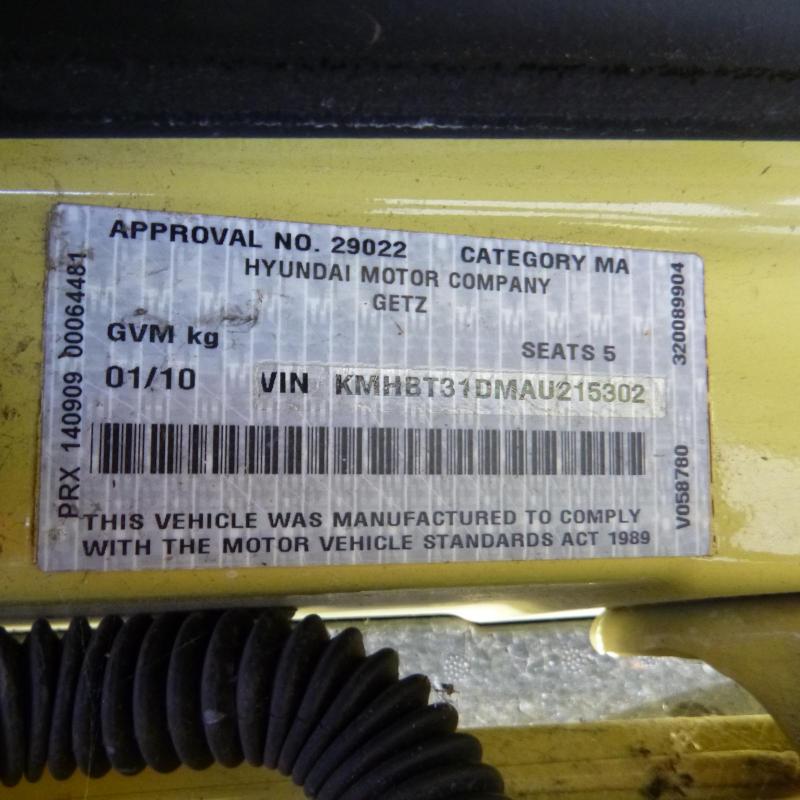 APPROVAL NO. 29022 CATEGORY MA
HYUNDAI MOTOR COMPANY
GETZ
GVM kg SEATS 5
01/10 VIN KMHBT31DMAU215302
THIS VEHICLE WAS MANUFACTURED TO COMPLY
WITH THE MOTOR VEHICLE STANDARDS ACT 1989
PRX 140909 00064481
V058780 320089904